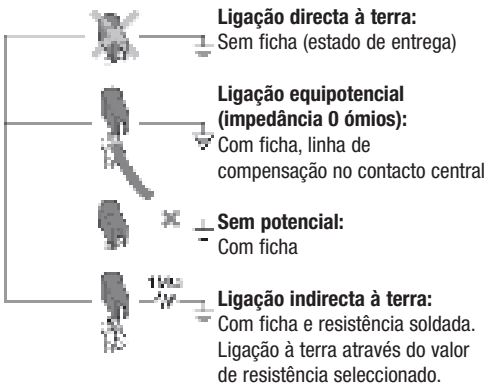 Ligação directa à terra:
Sem ficha (estado de entrega)
Ligação equipotencial
(impedância 0 ómios):
Com ficha, linha de
compensação no contacto central
Sem potencial:
Com ficha
Ligação indirecta à terra:
Com ficha e resistência soldada.
Ligação à terra através do valor
de resistência seleccionado.